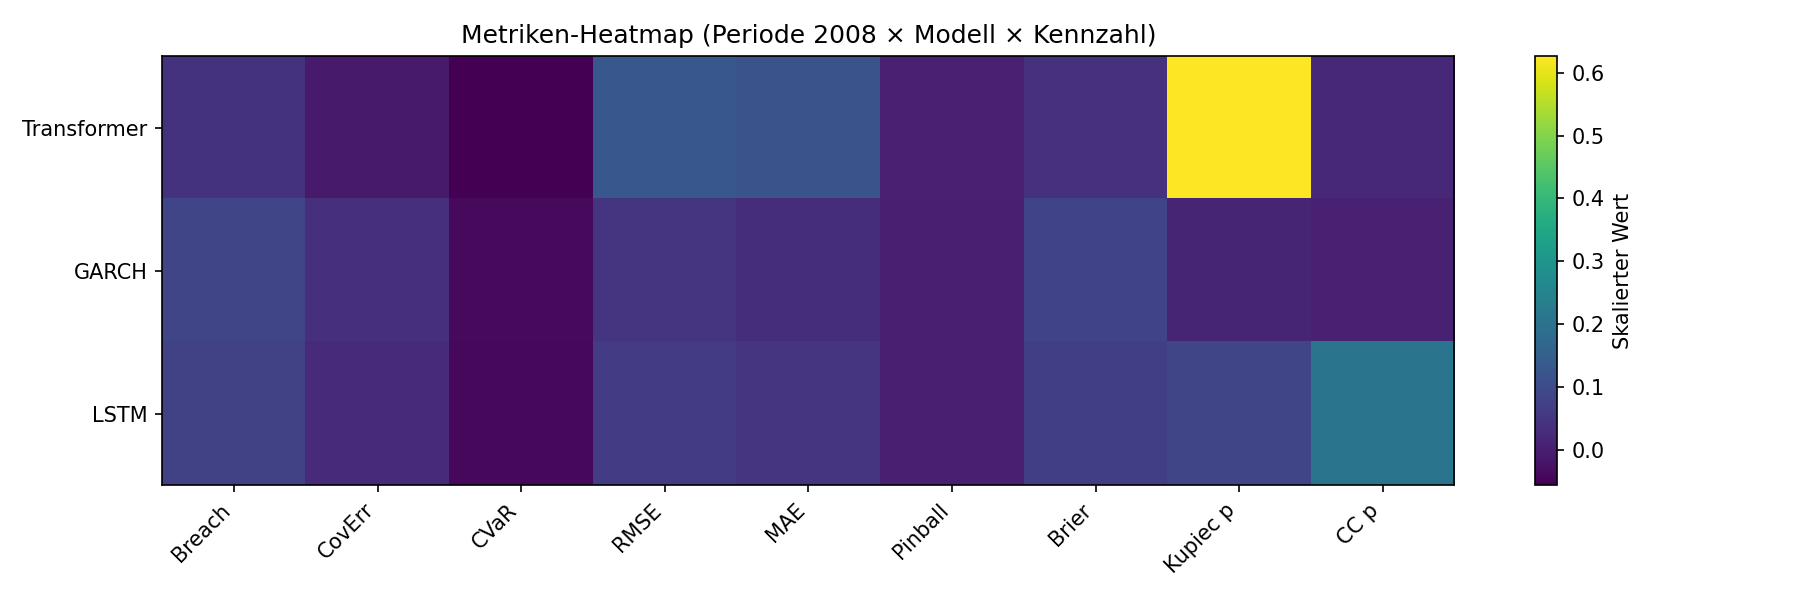 Metriken-Heatmap (Periode 2008 × Modell × Kennzahl)
Transformer
GARCH
LSTM
Breach
CovErr
CVaR
RMSE
MAE
Pinball
Brier
Kupiec p
CC p
0.6
0.5
0.4
0.3
0.2
0.1
0.0
Skalierter Wert